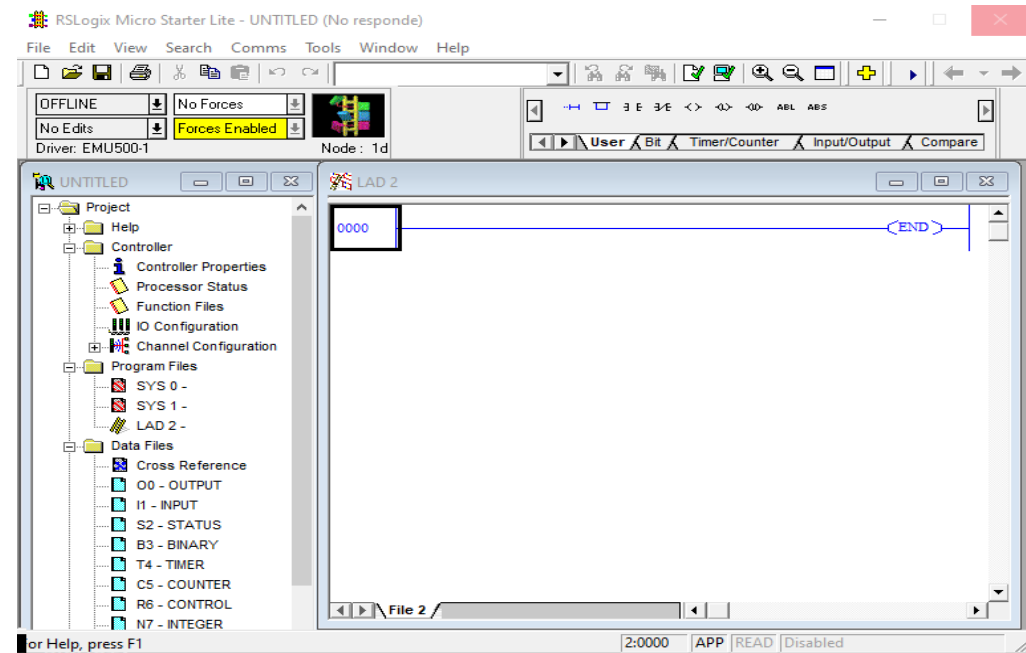 RSLogix Micro Starter Lite - UNTITLED (No responde)
File Edit View Search Comms Tools Window Help
OFFLINE No Forces
No Edits Forces Enabled
Driver: EMU500-1 Node : 1d
ABL ABS
User Bit Timer/Counter Input/Output Compare
UNTITLED
Project
Help
Controller
Controller Properties
Processor Status
Function Files
IO Configuration
Channel Configuration
Program Files
SYS 0 -
SYS 1 -
LAD 2 -
Data Files
Cross Reference
O0 - OUTPUT
I1 - INPUT
S2 - STATUS
B3 - BINARY
T4 - TIMER
C5 - COUNTER
R6 - CONTROL
N7 - INTEGER
LAD 2
0000 END
File 2
or Help, press F1 2:0000 APP READ Disabled